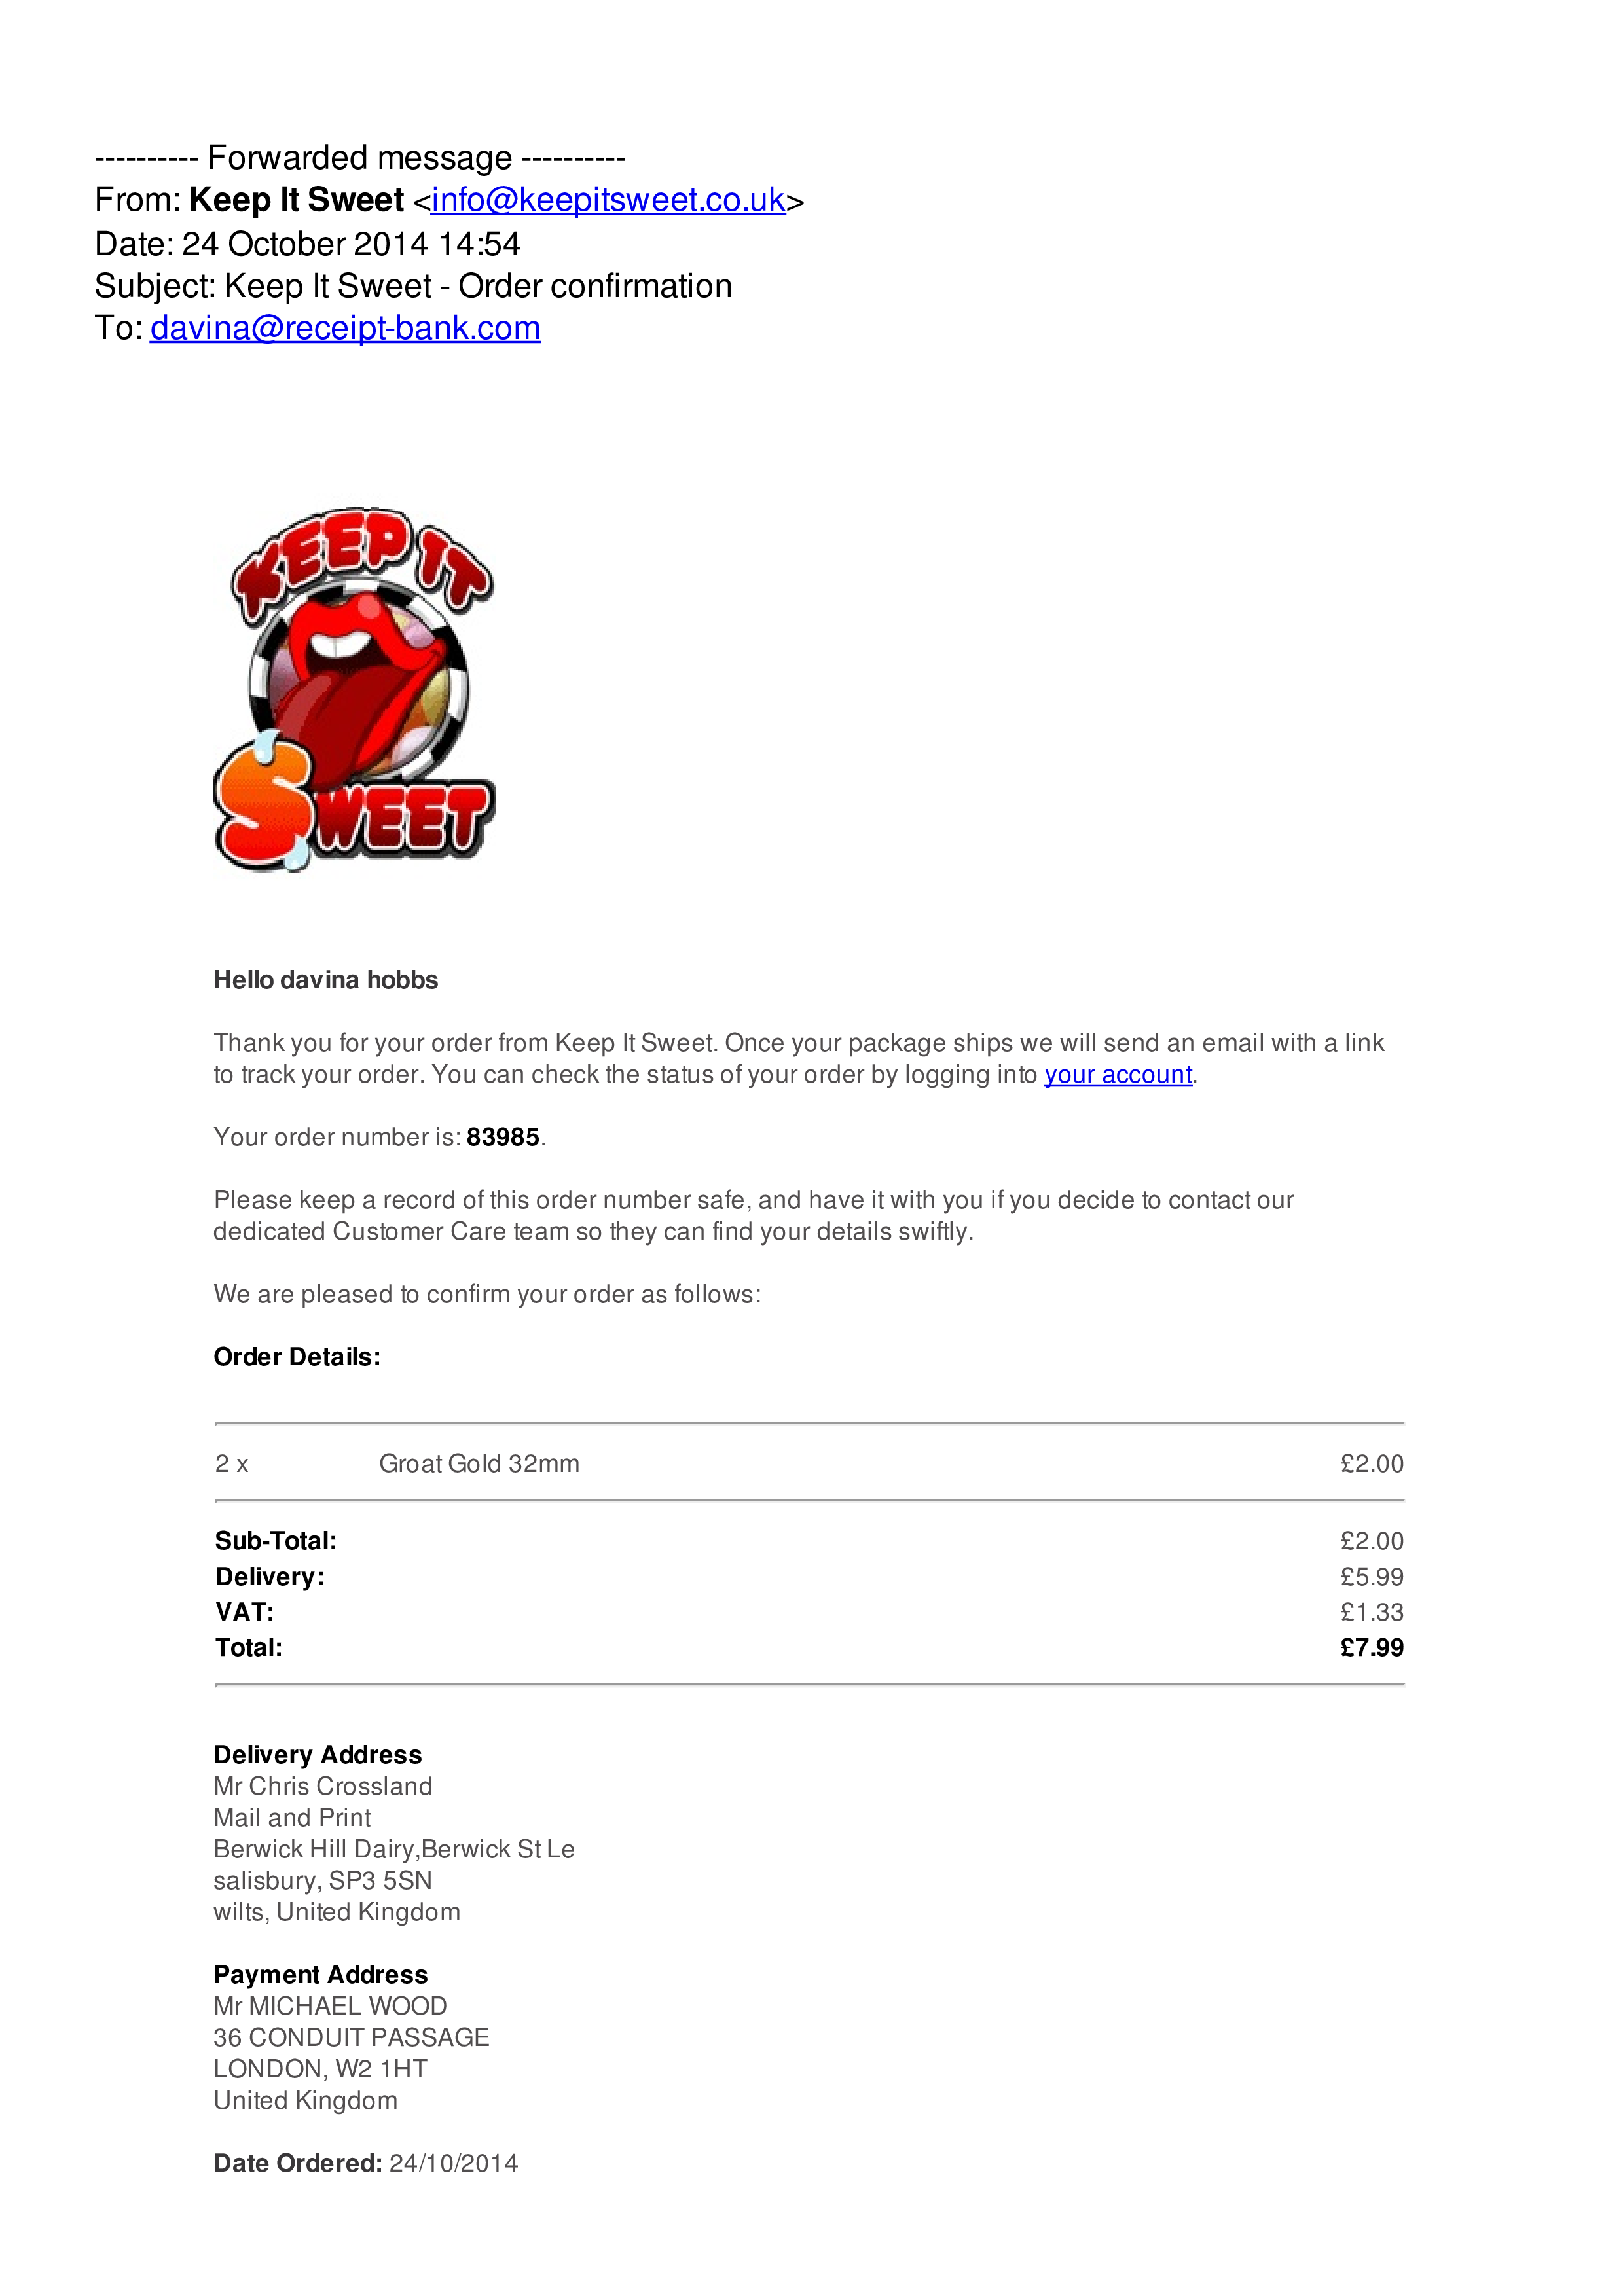 ---------- Forwarded message ----------
From: Keep It Sweet <info@keepitsweet.co.uk>
Date: 24 October 2014 14:54
Subject: Keep It Sweet - Order confirmation
To: davina@receipt-bank.com
KEEP IT
SWEET
Hello davina hobbs
Thank you for your order from Keep It Sweet. Once your package ships we will send an email with a link
to track your order. You can check the status of your order by logging into your account.
Your order number is: 83985.
Please keep a record of this order number safe, and have it with you if you decide to contact our
dedicated Customer Care team so they can find your details swiftly.
We are pleased to confirm your order as follows:
Order Details:
2 x Groat Gold 32mm £2.00
Sub-Total: £2.00
Delivery: £5.99
VAT: £1.33
Total: £7.99
Delivery Address
Mr Chris Crossland
Mail and Print
Berwick Hill Dairy,Berwick St Le
salisbury, SP3 5SN
wilts, United Kingdom
Payment Address
Mr MICHAEL WOOD
36 CONDUIT PASSAGE
LONDON, W2 1HT
United Kingdom
Date Ordered: 24/10/2014